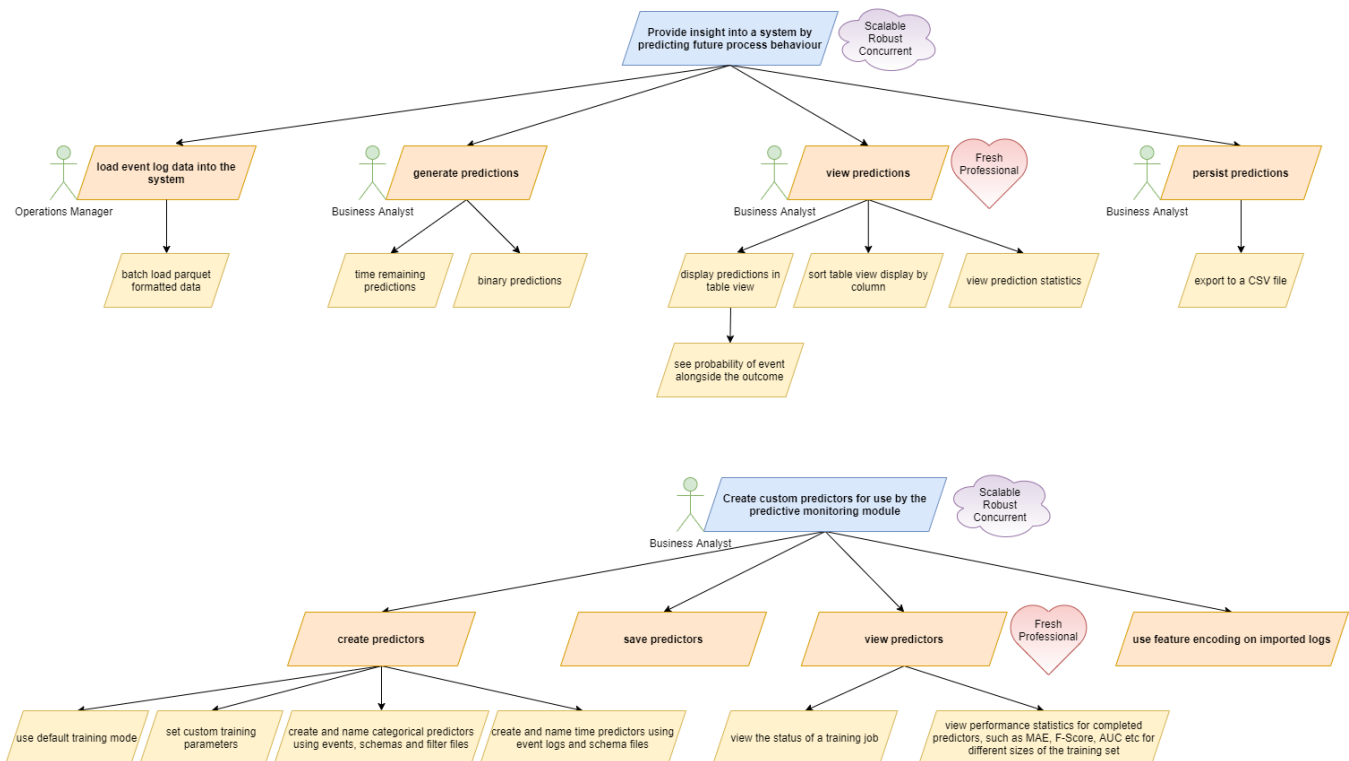 Provide insight into a system by
predicting future process behaviour
Scalable
Robust
Concurrent
load event log data into the
system
Operations Manager
generate predictions
Business Analyst
view predictions
Business Analyst
Fresh
Professional
persist predictions
Business Analyst
batch load parquet
formatted data
time remaining
predictions
binary predictions
display predictions in
table view
sort table view display by
column
view prediction statistics
export to a CSV file
see probability of event
alongside the outcome
Create custom predictors for use by the
predictive monitoring module
Business Analyst
Scalable
Robust
Concurrent
create predictors
save predictors
view predictors
Fresh
Professional
use feature encoding on imported logs
use default training mode
set custom training
parameters
create and name categorical predictors
using events, schemas and filter files
create and name time predictors using
event logs and schema files
view the status of a training job
view performance statistics for completed
predictors, such as MAE, F-Score, AUC etc for
different sizes of the training set